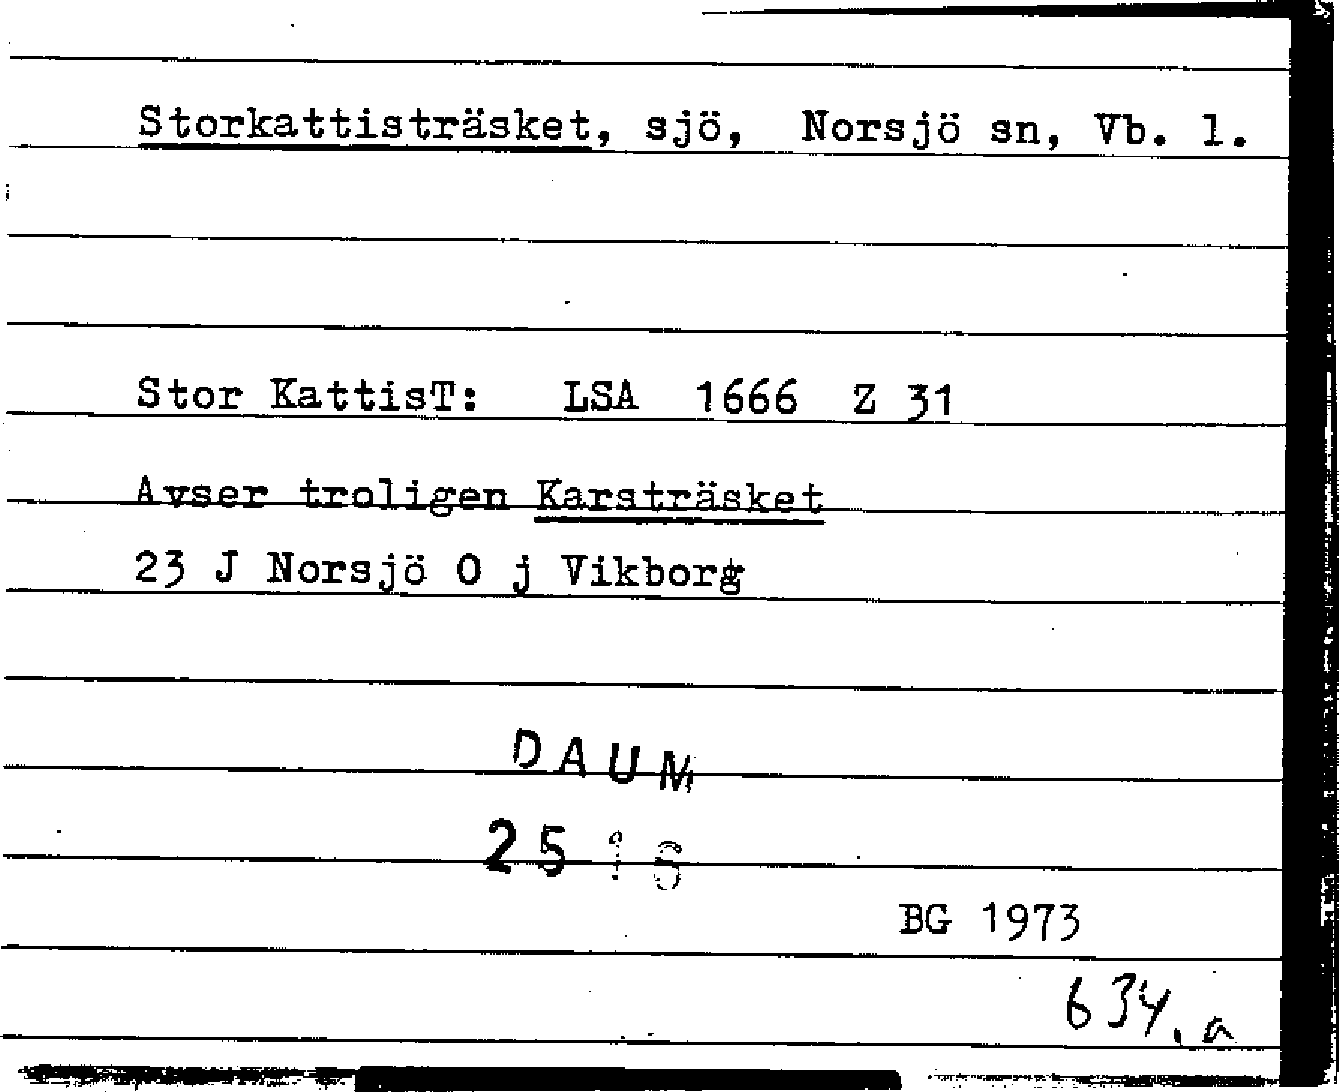 Storkattisträsket, sjö, Norsjö sn, Vb. l.
Stor KattisT: LSA 1666 Z 31
Avser troligen Karsträsket
23 J Norsjö O j Vikborg
DAUM
25
BG 1973
634.a